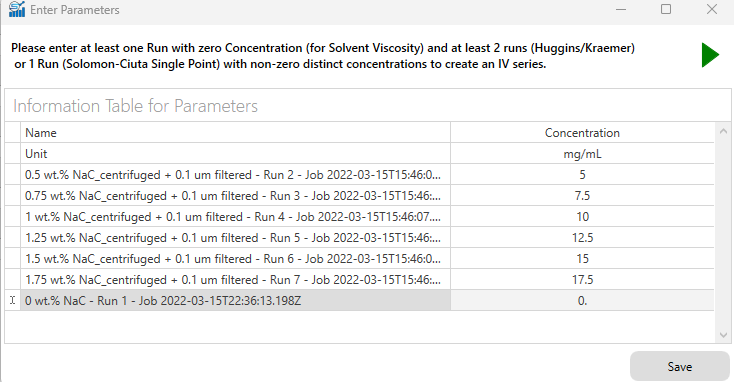 Enter Parameters
Please enter at least one Run with zero Concentration (for Solvent Viscosity) and at least 2 runs (Huggins/Kraemer)
or 1 Run (Solomon-Ciuta Single Point) with non-zero distinct concentrations to create an IV series.
Information Table for Parameters
Name Concentration
Unit mg/mL
0.5 wt.% NaC_centrifuged + 0.1 um filtered - Run 2 - Job 2022-03-15T15:46:0... 5
0.75 wt.% NaC_centrifuged + 0.1 um filtered - Run 3 - Job 2022-03-15T15:46:... 7.5
1 wt.% NaC_centrifuged + 0.1 um filtered - Run 4 - Job 2022-03-15T15:46:07.... 10
1.25 wt.% NaC_centrifuged + 0.1 um filtered - Run 5 - Job 2022-03-15T15:46:... 12.5
1.5 wt.% NaC_centrifuged + 0.1 um filtered - Run 6 - Job 2022-03-15T15:46:0... 15
1.75 wt.% NaC_centrifuged + 0.1 um filtered - Run 7 - Job 2022-03-15T15:46:... 17.5
0 wt.% NaC - Run 1 - Job 2022-03-15T22:36:13.198Z 0.
Save